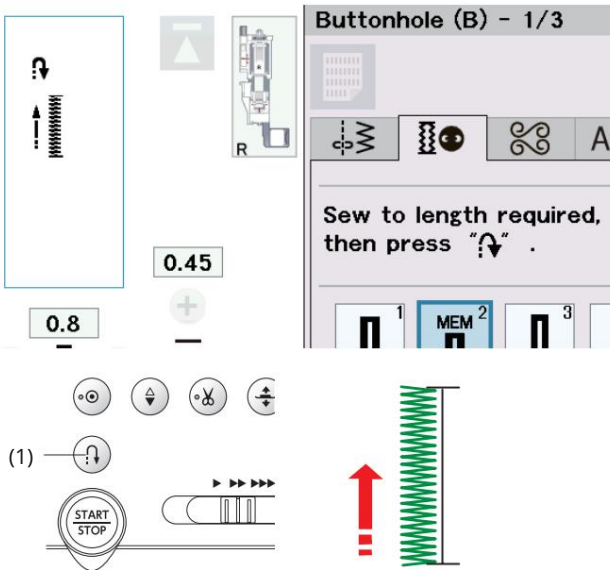 R
0.45
0.8
Buttonhole (B) - 1/3
A
Sew to length required,
then press " " .
1
MEM 2
3
(1)
START
STOP